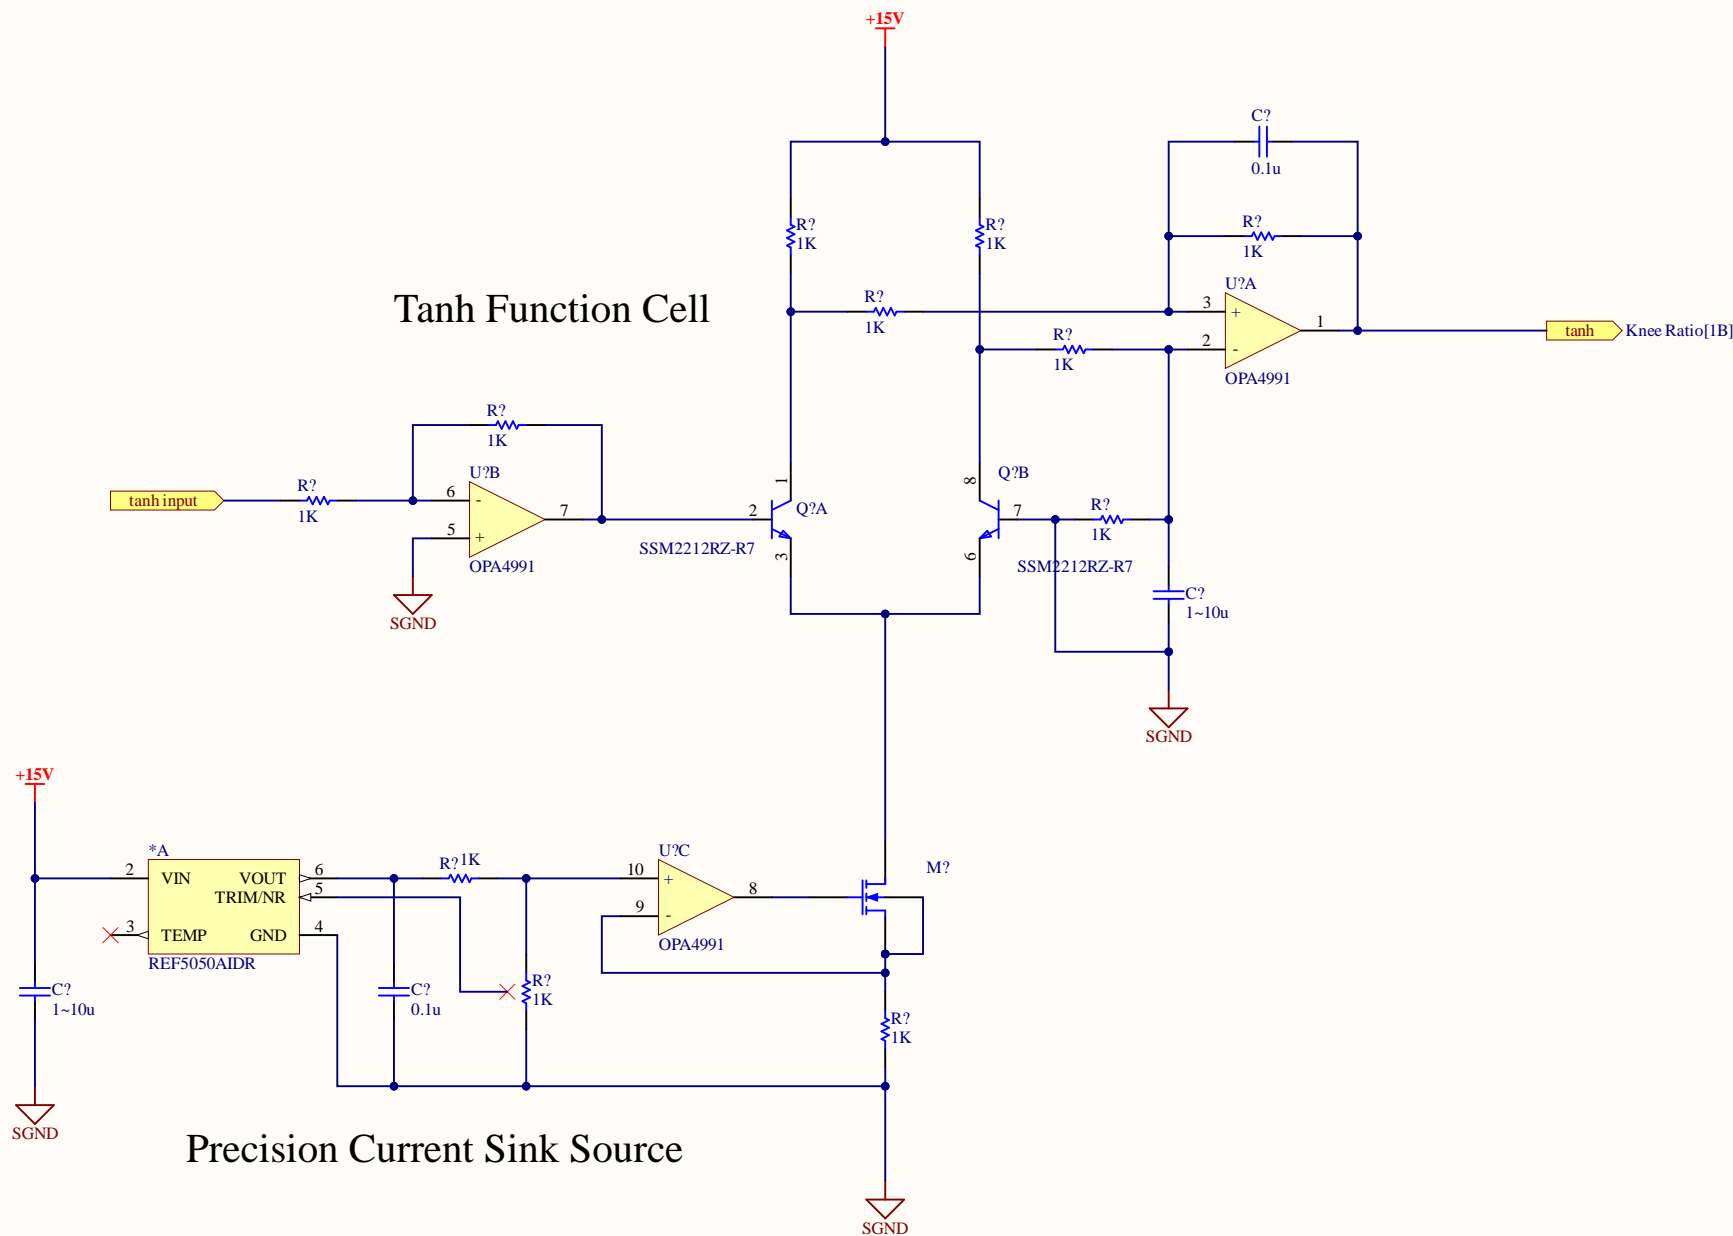 +15V
C?
0.1u
R?
1K
R?
1K
R?
1K
U?A
3
+
2
-
1
OPA4991
tanh
Knee Ratio[1B]
Tanh Function Cell
R?
1K
R?
1K
R?
1K
U?B
6
-
5
+
7
OPA4991
tanh input
R?
1K
SGND
1
2
3
Q?A
SSM2212RZ-R7
8
7
6
Q?B
SSM2212RZ-R7
R?
1K
C?
1~10u
SGND
+15V
*A
2
VIN
VOUT
6
TRIM/NR
5
3
TEMP
GND
4
REF5050AIDR
R?
1K
U?C
10
+
9
-
8
OPA4991
M?
C?
1~10u
C?
0.1u
R?
1K
R?
1K
SGND
Precision Current Sink Source
SGND